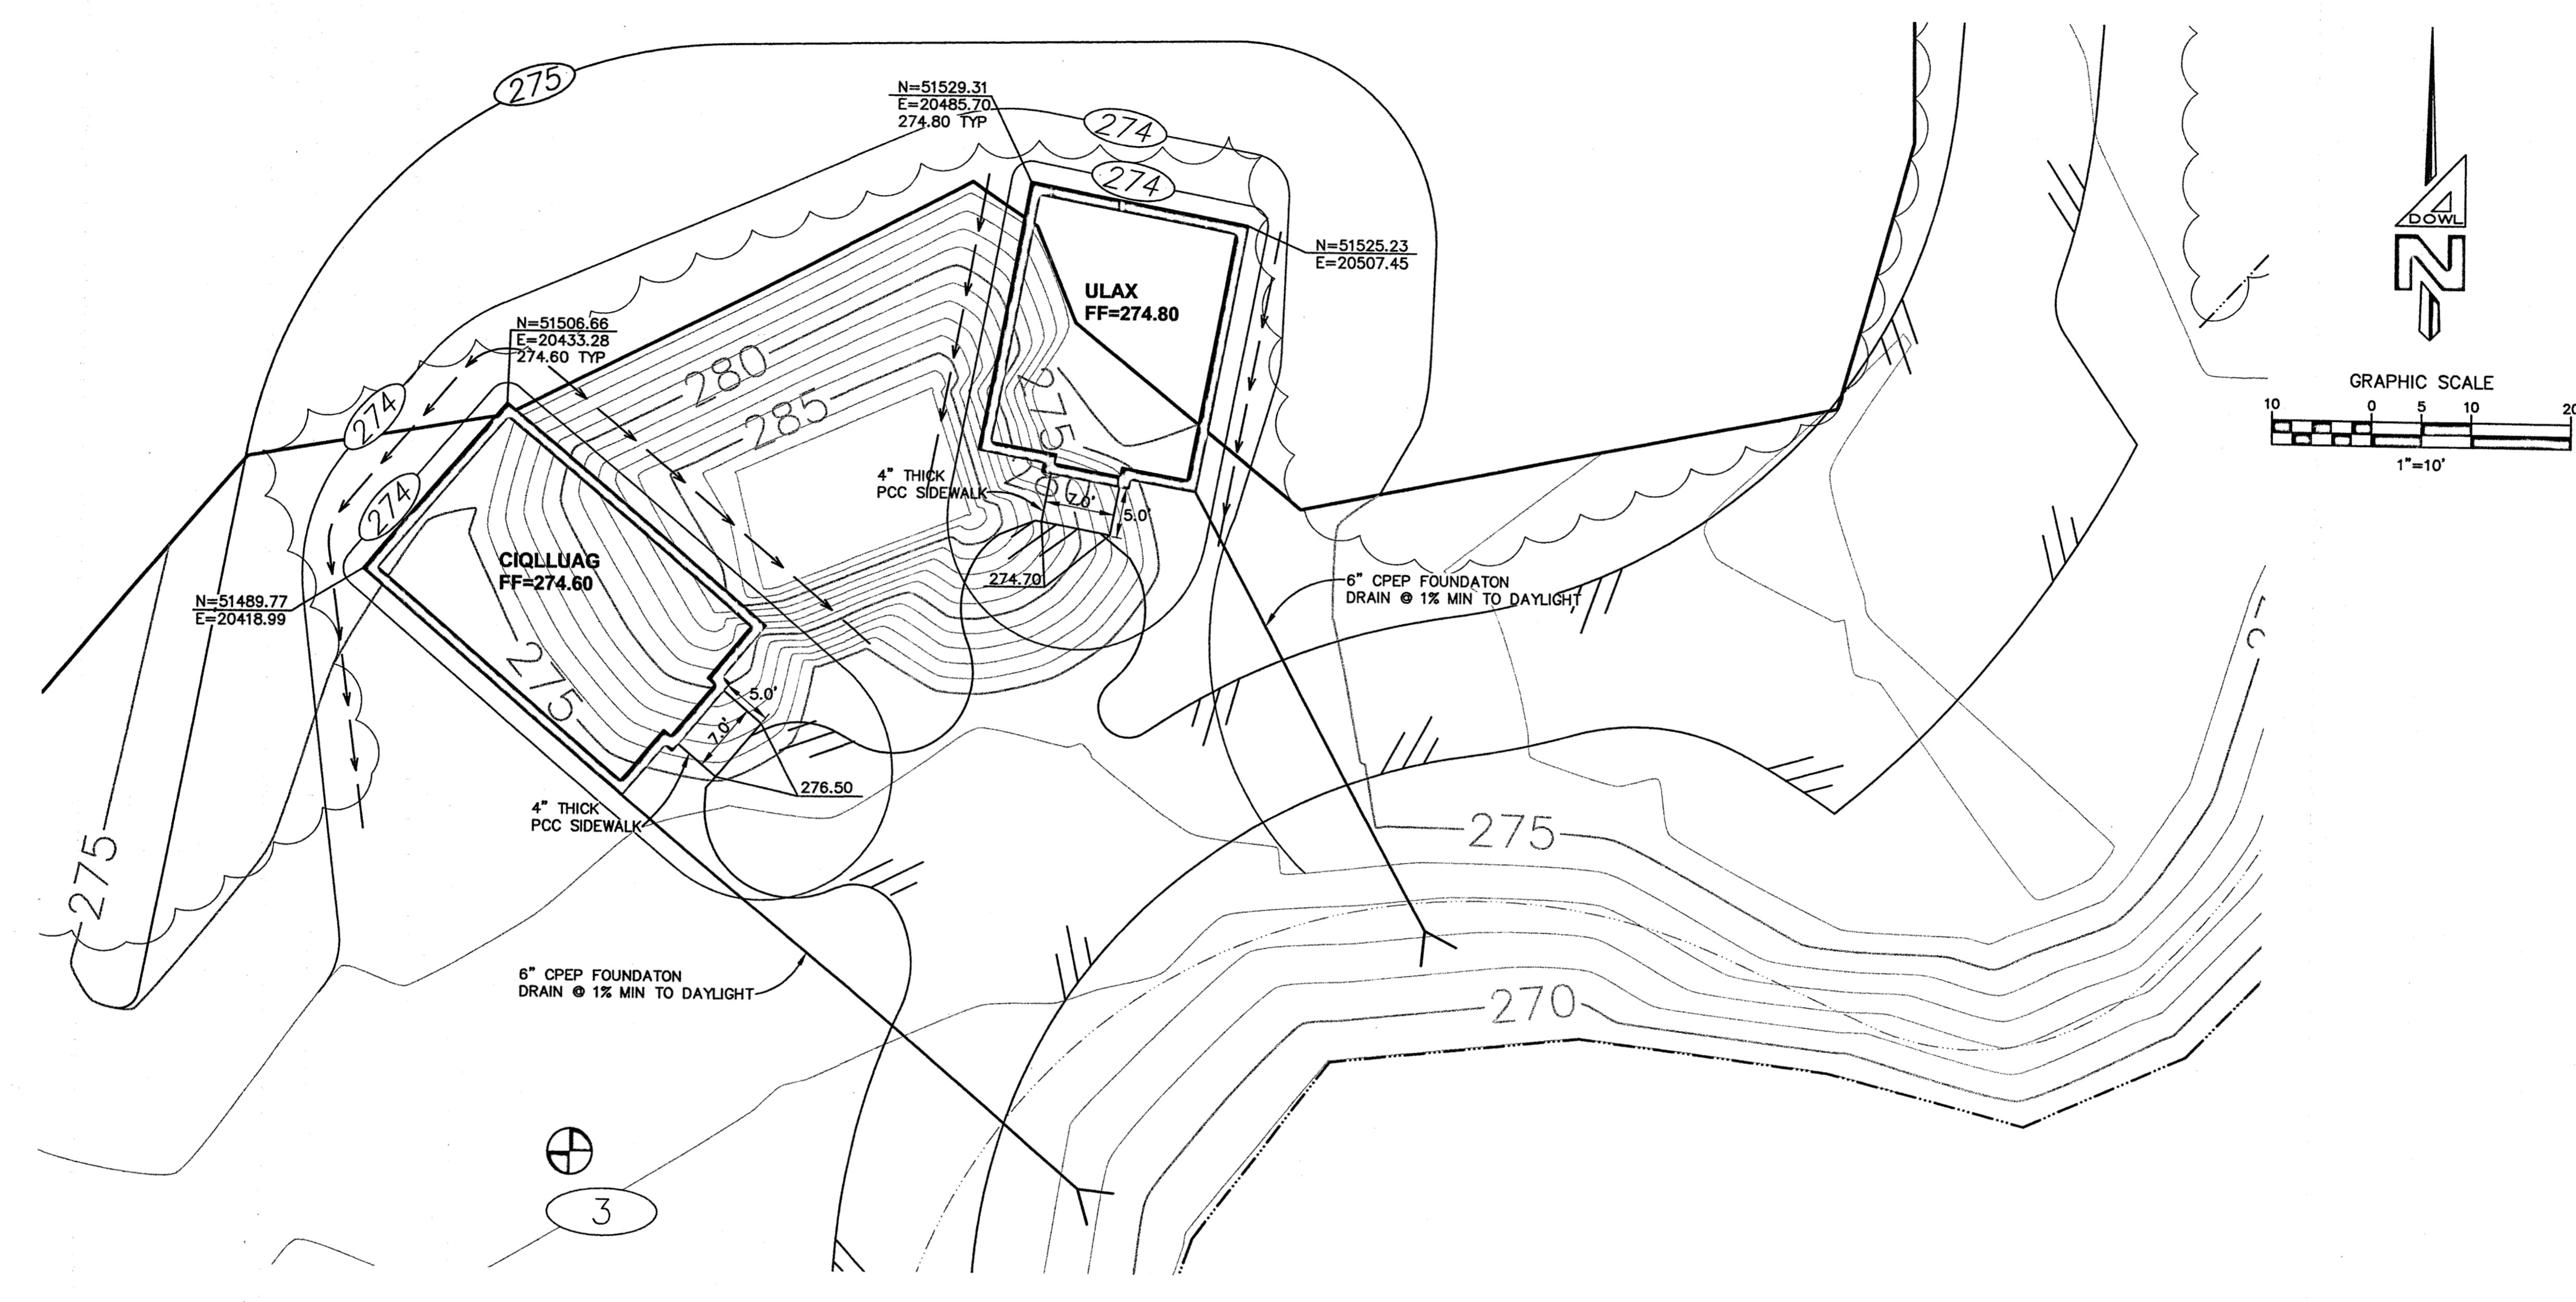 275
N=51529.31
E=20485.70
274.80 TYP
274
274
N=51525.23
E=20507.45
ULAX
FF=274.80
N=51506.66
E=20433.28
274.60 TYP
280
285
274
274
275
4" THICK
PCC SIDEWALK
7.0'
5.0'
274.70
CIQLLUAG
FF=274.60
N=51489.77
E=20418.99
275
5.0'
7.0'
276.50
4" THICK
PCC SIDEWALK
6" CPEP FOUNDATON
DRAIN @ 1% MIN TO DAYLIGHT
275
275
6" CPEP FOUNDATON
DRAIN @ 1% MIN TO DAYLIGHT
270
3
DOWL
N
GRAPHIC SCALE
10 0 5 10 20
1"=10'